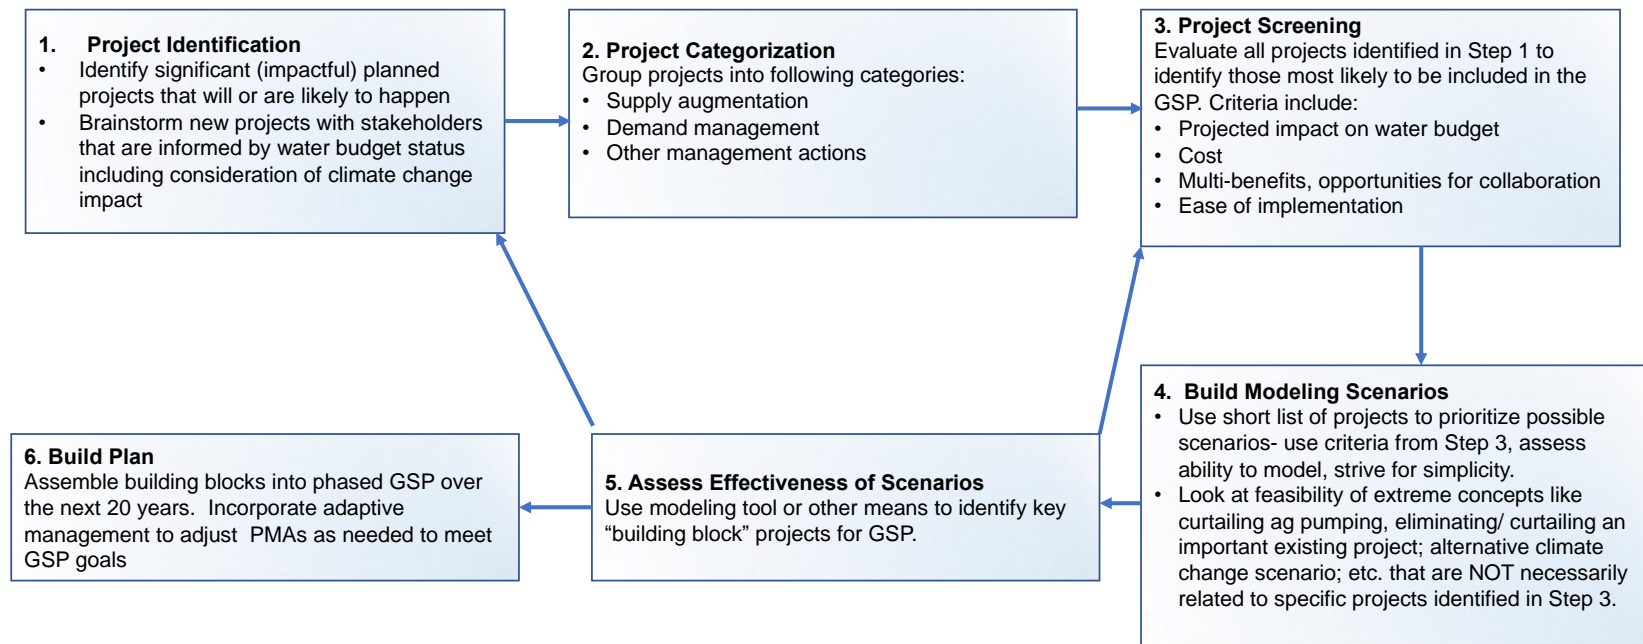 1. Project Identification
• Identify significant (impactful) planned
projects that will or are likely to happen
• Brainstorm new projects with stakeholders
that are informed by water budget status
including consideration of climate change
impact
2. Project Categorization
Group projects into following categories:
• Supply augmentation
• Demand management
• Other management actions
3. Project Screening
Evaluate all projects identified in Step 1 to
identify those most likely to be included in the
GSP. Criteria include:
• Projected impact on water budget
• Cost
• Multi-benefits, opportunities for collaboration
• Ease of implementation
4. Build Modeling Scenarios
• Use short list of projects to prioritize possible
scenarios- use criteria from Step 3, assess
ability to model, strive for simplicity.
• Look at feasibility of extreme concepts like
curtailing ag pumping, eliminating/ curtailing an
important existing project; alternative climate
change scenario; etc. that are NOT necessarily
related to specific projects identified in Step 3.
5. Assess Effectiveness of Scenarios
Use modeling tool or other means to identify key
“building block” projects for GSP.
6. Build Plan
Assemble building blocks into phased GSP over
the next 20 years. Incorporate adaptive
management to adjust PMAs as needed to meet
GSP goals